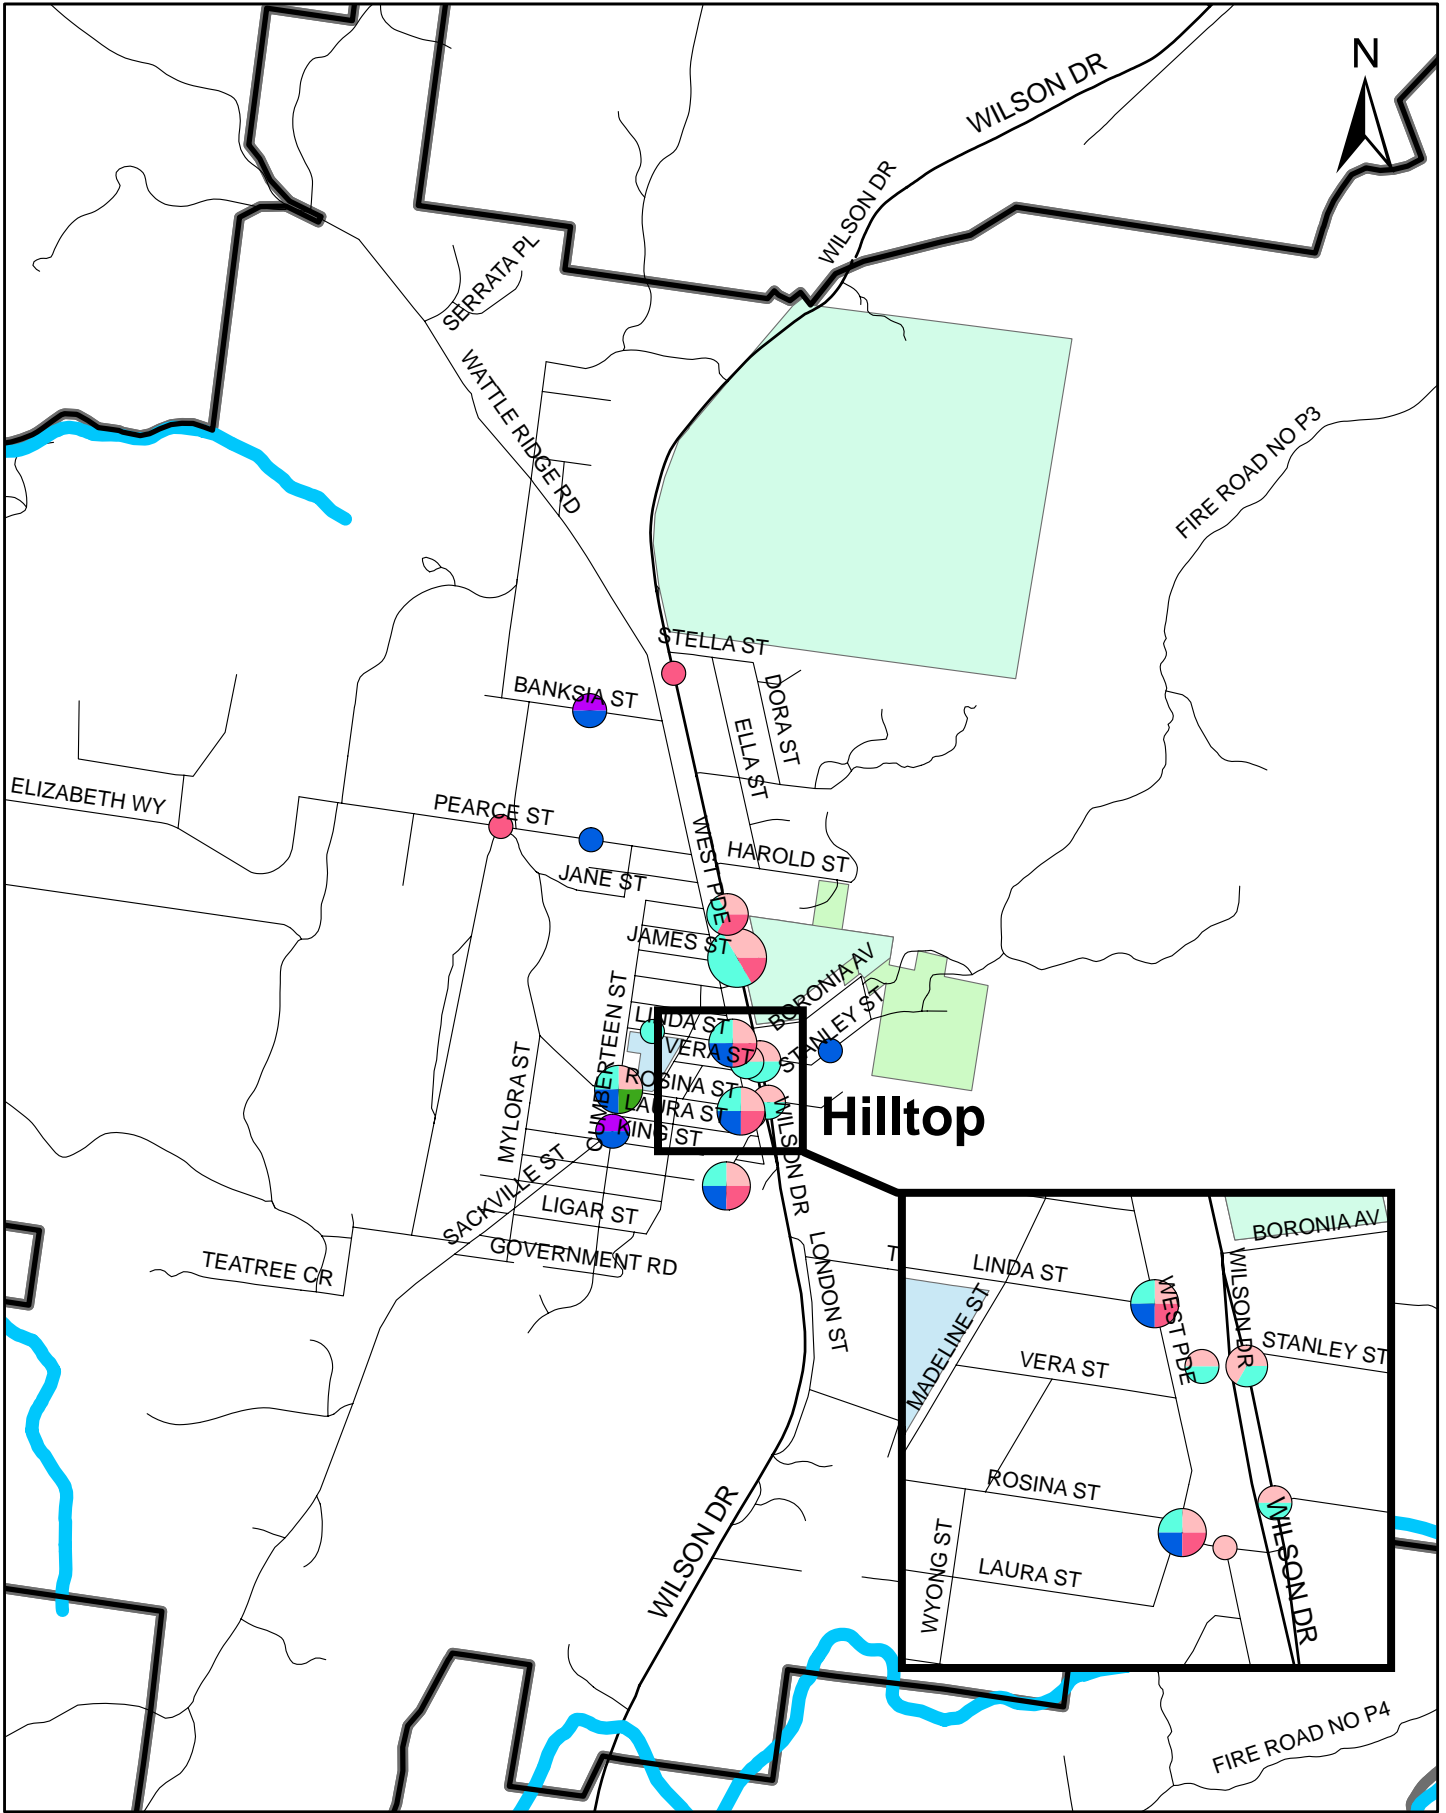 N
WILSON DR
WILSON DR
SERRATA PL
WATTLE RIDGE RD
FIRE ROAD NO P3
STELLA ST
BANKSIA ST
DORA ST
ELLA ST
ELIZABETH WY
PEARCE ST
WEST PDE
HAROLD ST
JANE ST
JAMES ST
BORONIA AV
STANLEY ST
LINDA ST
VERA ST
CUMBERTEEN ST
ROSINA ST
LAURA ST
KING ST
MYLORA ST
WILSON DR
Hilltop
SACKVILLE ST
LIGAR ST
GOVERNMENT RD
TEATREE CR
LONDON ST
T
BORONIA AV
LINDA ST
WILSON DR
WEST PDE
MADELINE ST
STANLEY ST
VERA ST
ROSINA ST
WYONG ST
LAURA ST
WILSON DR
WILSON DR
FIRE ROAD NO P4